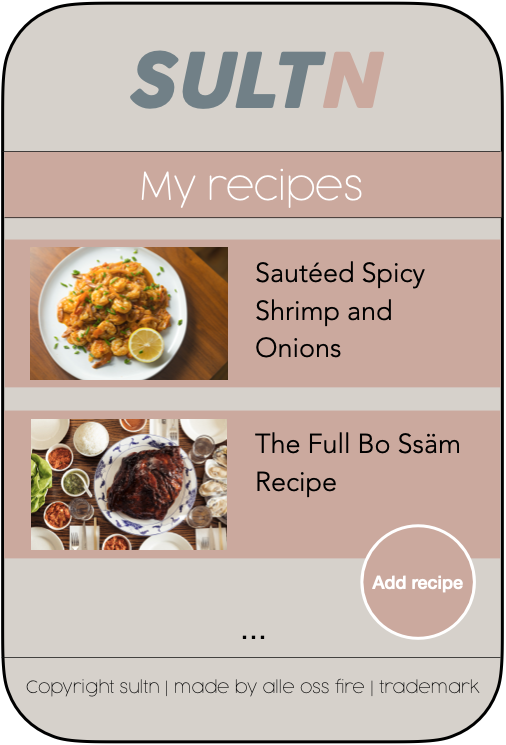 SULTN
My recipes
Sautéed Spicy
Shrimp and
Onions
The Full Bo Ssäm
Recipe
Add recipe
...
Copyright sultn | made by alle oss fire | trademark